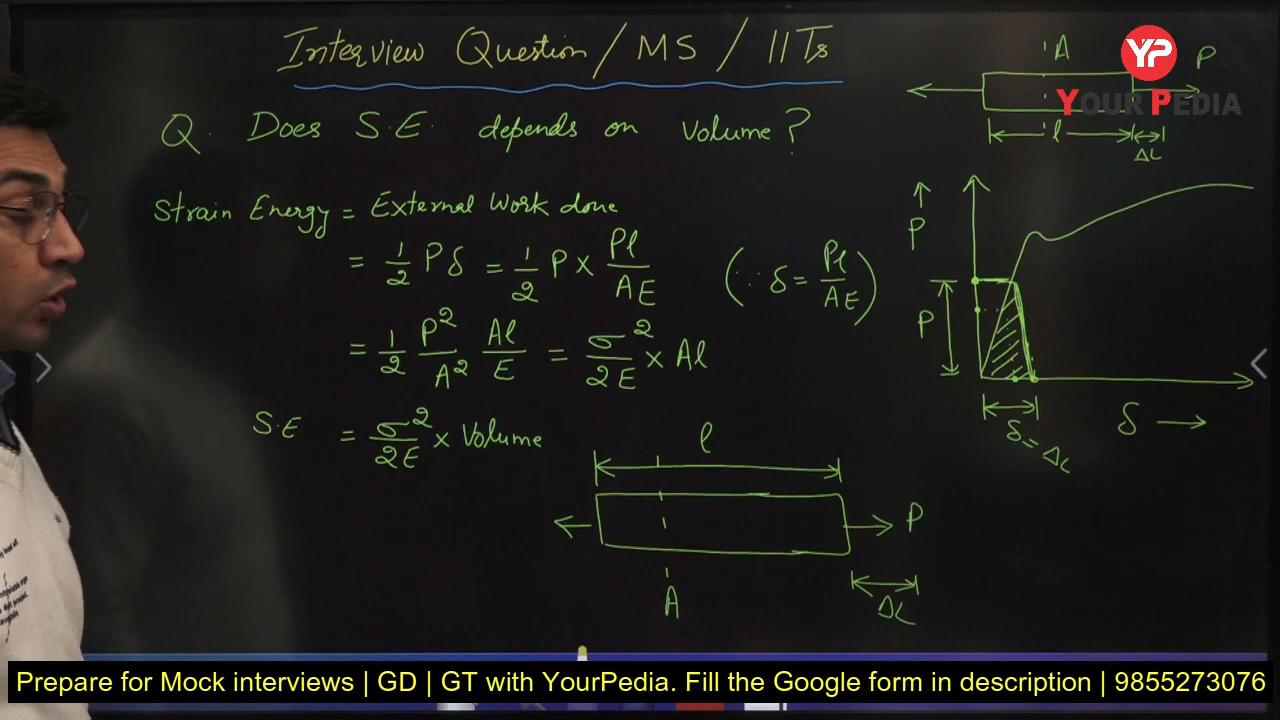 Interview Question / MS / IITs
Q. Does S.E. depends on volume?
A
P
l
ΔL
YP
YOUR PEDIA
Strain Energy = External Work done
= 1/2 Pδ = 1/2 P × Pl/AE (∵ δ = Pl/AE)
= 1/2 P²/A² Al/E = σ²/2E × Al
S.E = σ²/2E × Volume
P
P
δ = ΔL
δ
l
P
A
ΔL
Prepare for Mock interviews | GD | GT with YourPedia. Fill the Google form in description | 9855273076